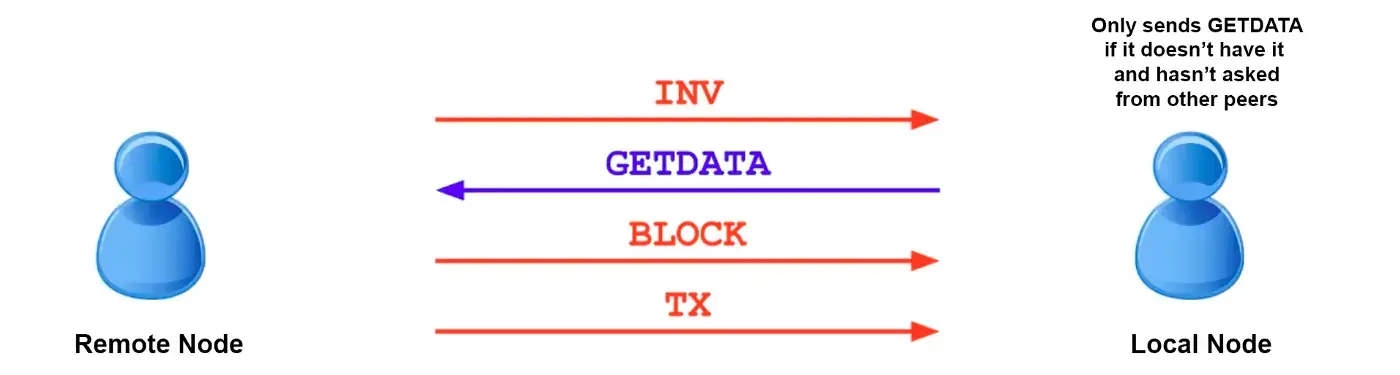 Only sends GETDATA
if it doesn't have it
and hasn't asked
from other peers
INV
GETDATA
BLOCK
TX
Remote Node
Local Node